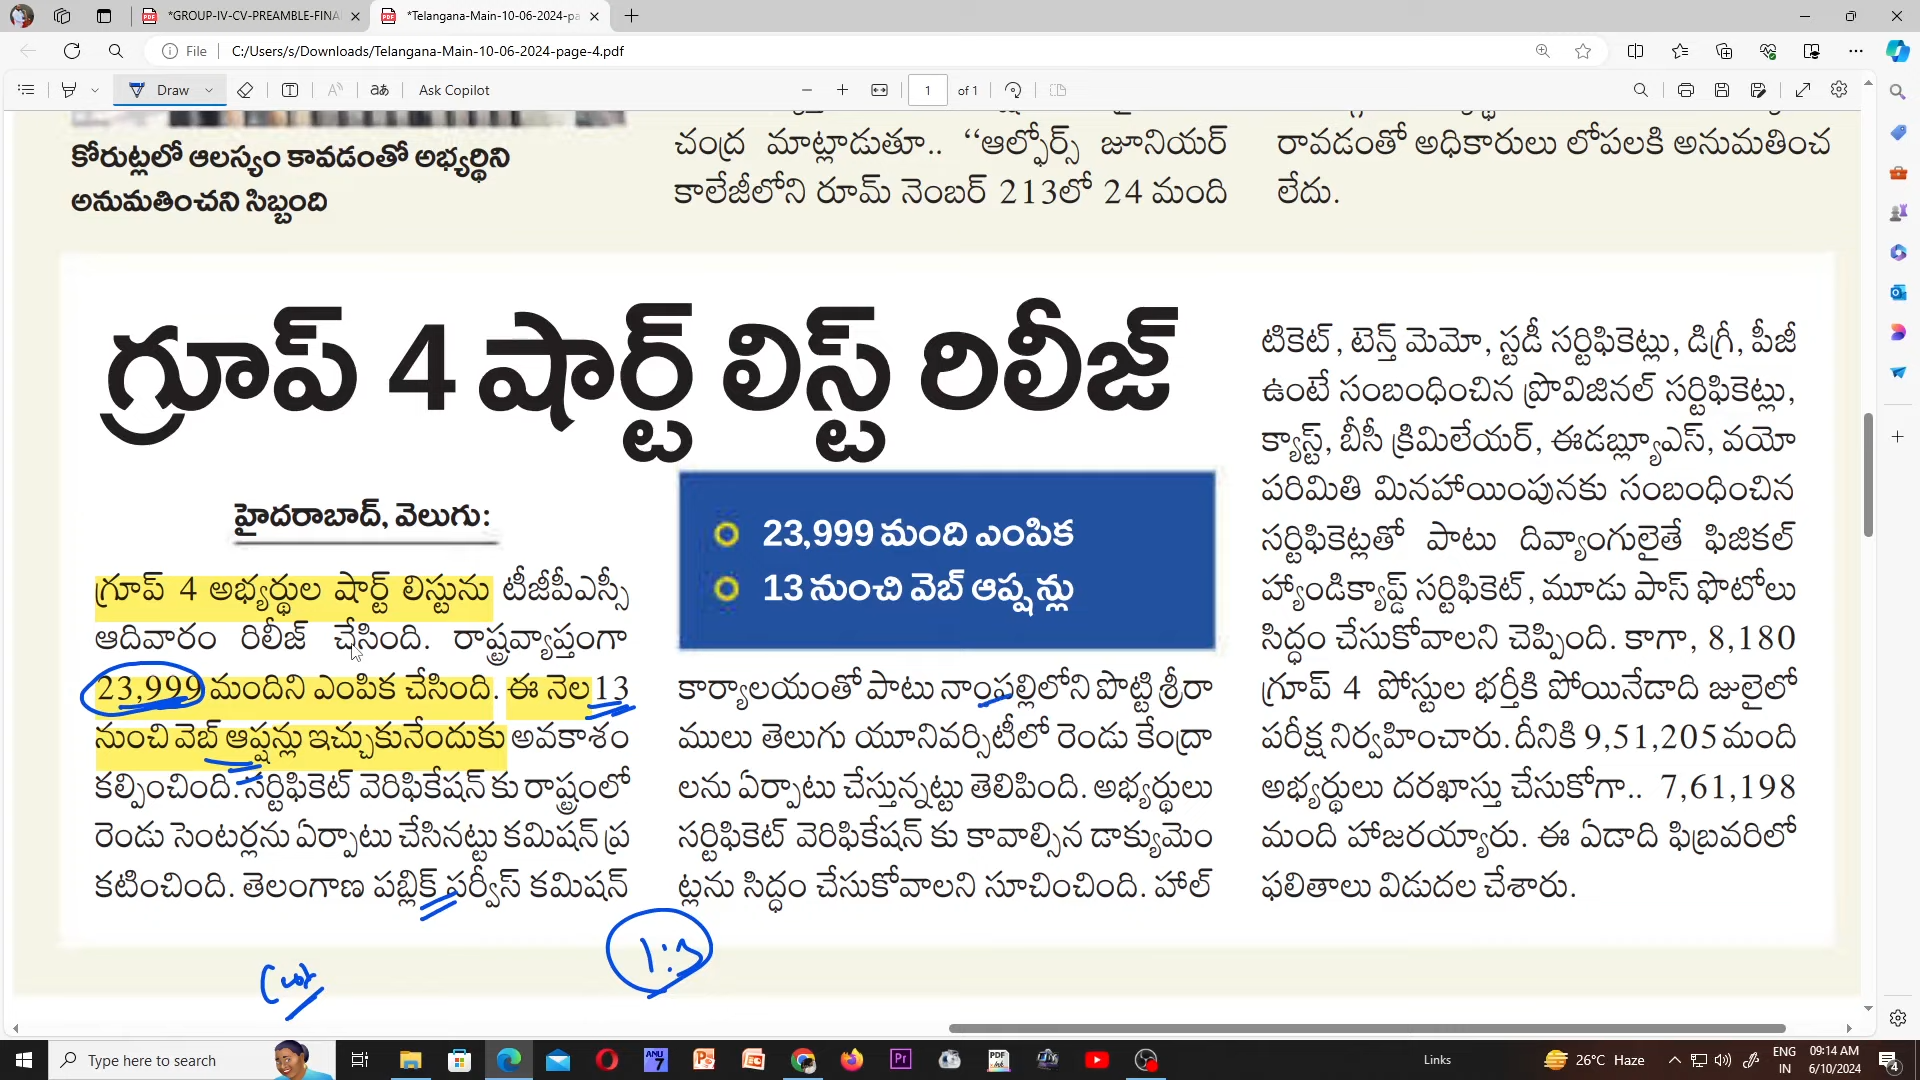 *GROUP-IV-CV-PREAMBLE-FINA
*Telangana-Main-10-06-2024-pa
File
C:/Users/s/Downloads/Telangana-Main-10-06-2024-page-4.pdf
Draw
Ask Copilot
1
of 1
కోరుట్లలో ఆలస్యం కావడంతో అభ్యర్థిని
అనుమతించని సిబ్బంది
చంద్ర మాట్లాడుతూ.. “ఆల్ఫోర్స్ జూనియర్
కాలేజీలోని రూమ్ నెంబర్ 213లో 24 మంది
రావడంతో అధికారులు లోపలకి అనుమతించ
లేదు.
గ్రూప్ 4 షార్ట్ లిస్ట్ రిలీజ్
హైదరాబాద్, వెలుగు:
గ్రూప్ 4 అభ్యర్థుల షార్ట్ లిస్టును టీజీపీఎస్సీ
ఆదివారం రిలీజ్ చేసింది. రాష్ట్రవ్యాప్తంగా
23,999 మందిని ఎంపిక చేసింది. ఈ నెల 13
నుంచి వెబ్ ఆప్షన్లు ఇచ్చుకునేందుకు అవకాశం
కల్పించింది. సర్టిఫికెట్ వెరిఫికేషన్ కు రాష్ట్రంలో
రెండు సెంటర్లను ఏర్పాటు చేసినట్టు కమిషన్ ప్ర
కటించింది. తెలంగాణ పబ్లిక్ సర్వీస్ కమిషన్
23,999 మంది ఎంపిక
13 నుంచి వెబ్ ఆప్షన్లు
కార్యాలయంతో పాటు నాంపల్లిలోని పొట్టి శ్రీరా
ములు తెలుగు యూనివర్సిటీలో రెండు కేంద్రా
లను ఏర్పాటు చేస్తున్నట్టు తెలిపింది. అభ్యర్థులు
సర్టిఫికెట్ వెరిఫికేషన్ కు కావాల్సిన డాక్యుమెం
ట్లను సిద్ధం చేసుకోవాలని సూచించింది. హాల్
టికెట్, టెన్త్ మెమో, స్టడీ సర్టిఫికెట్లు, డిగ్రీ, పీజీ
ఉంటే సంబంధించిన ప్రొవిజినల్ సర్టిఫికెట్లు,
క్యాస్ట్, బీసీ క్రిమిలేయర్, ఈడబ్ల్యూఎస్, వయో
పరిమితి మినహాయింపునకు సంబంధించిన
సర్టిఫికెట్లతో పాటు దివ్యాంగులైతే ఫిజికల్
హ్యాండిక్యాప్డ్ సర్టిఫికెట్, మూడు పాస్ ఫొటోలు
సిద్ధం చేసుకోవాలని చెప్పింది. కాగా, 8,180
గ్రూప్ 4 పోస్టుల భర్తీకి పోయినేడాది జులైలో
పరీక్ష నిర్వహించారు. దీనికి 9,51,205 మంది
అభ్యర్థులు దరఖాస్తు చేసుకోగా.. 7,61,198
మంది హాజరయ్యారు. ఈ ఏడాది ఫిబ్రవరిలో
ఫలితాలు విడుదల చేశారు.
1:3
Type here to search
Links
26°C Haze
ENG
IN
09:14 AM
6/10/2024
4